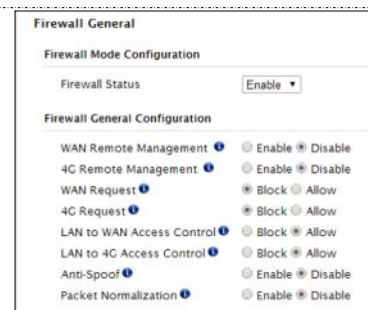 Firewall General
Firewall Mode Configuration
Firewall Status Enable
Firewall General Configuration
WAN Remote Management Enable Disable
4G Remote Management Enable Disable
WAN Request Block Allow
4G Request Block Allow
LAN to WAN Access Control Block Allow
LAN to 4G Access Control Block Allow
Anti-Spoof Enable Disable
Packet Normalization Enable Disable